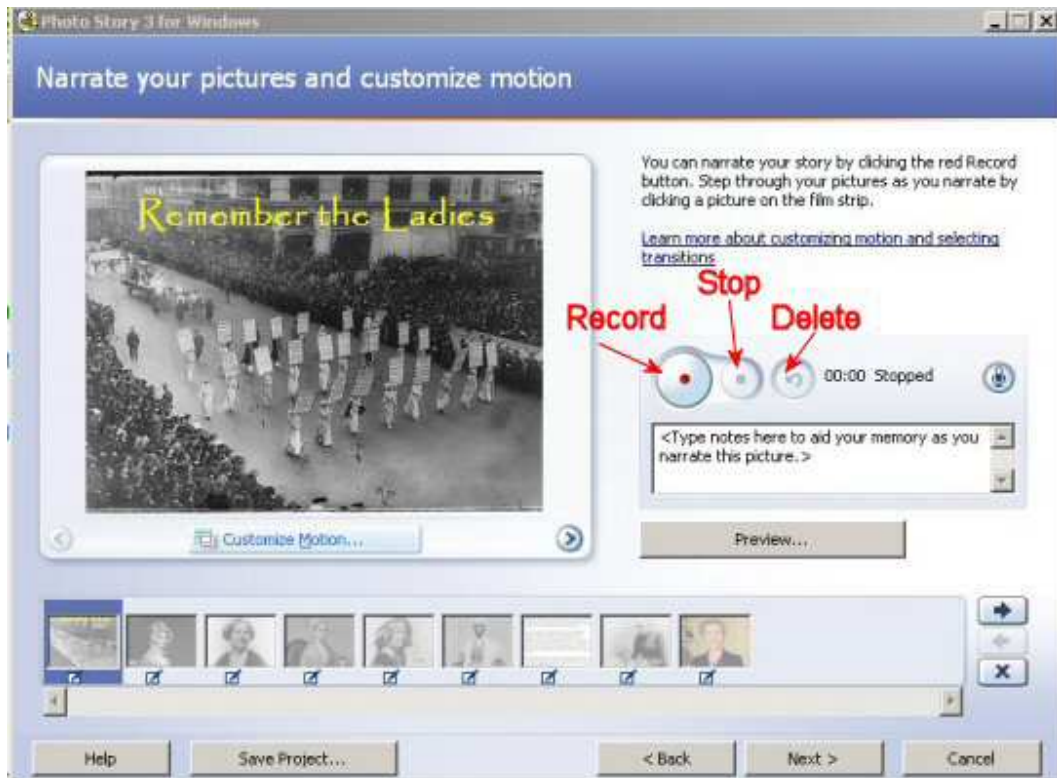 Photo Story 3 for Windows
Narrate your pictures and customize motion
Remember the Ladies
You can narrate your story by clicking the red Record
button. Step through your pictures as you narrate by
clicking a picture on the film strip.
Learn more about customizing motion and selecting
transitions
Stop
Record
Delete
00:00 Stopped
<Type notes here to aid your memory as you
narrate this picture.>
Customize Motion...
Preview...
Help
Save Project...
< Back
Next >
Cancel